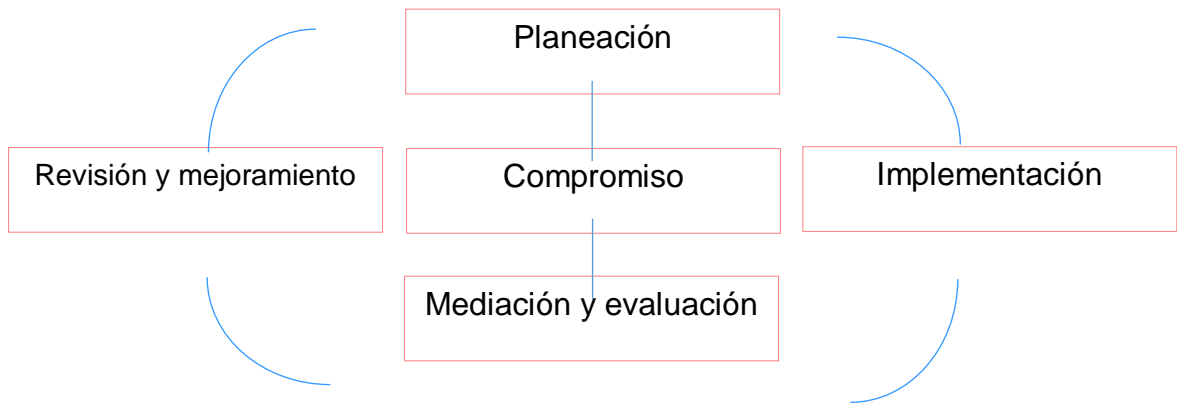 Planeación
Revisión y mejoramiento
Compromiso
Implementación
Mediación y evaluación